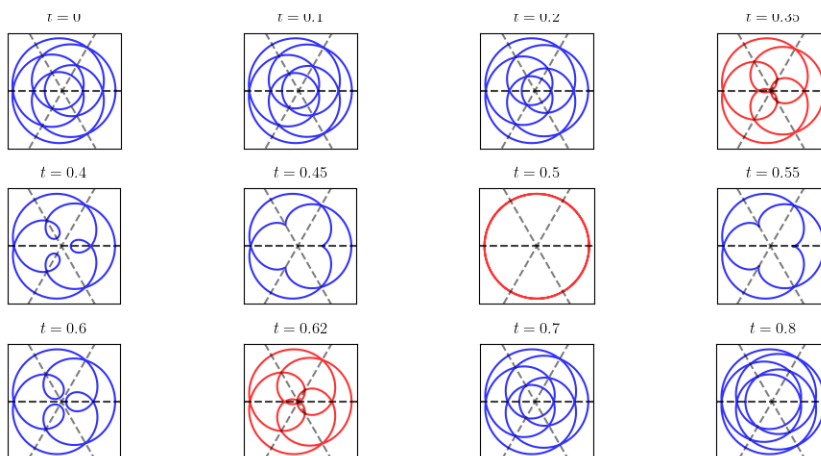 t = 0
t = 0.1
t = 0.2
t = 0.35
t = 0.4
t = 0.45
t = 0.5
t = 0.55
t = 0.6
t = 0.62
t = 0.7
t = 0.8